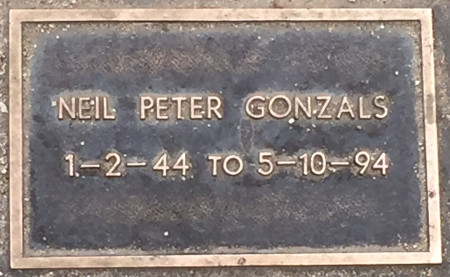 NEIL PETER GONZALS
1-2-44 TO 5-10-94